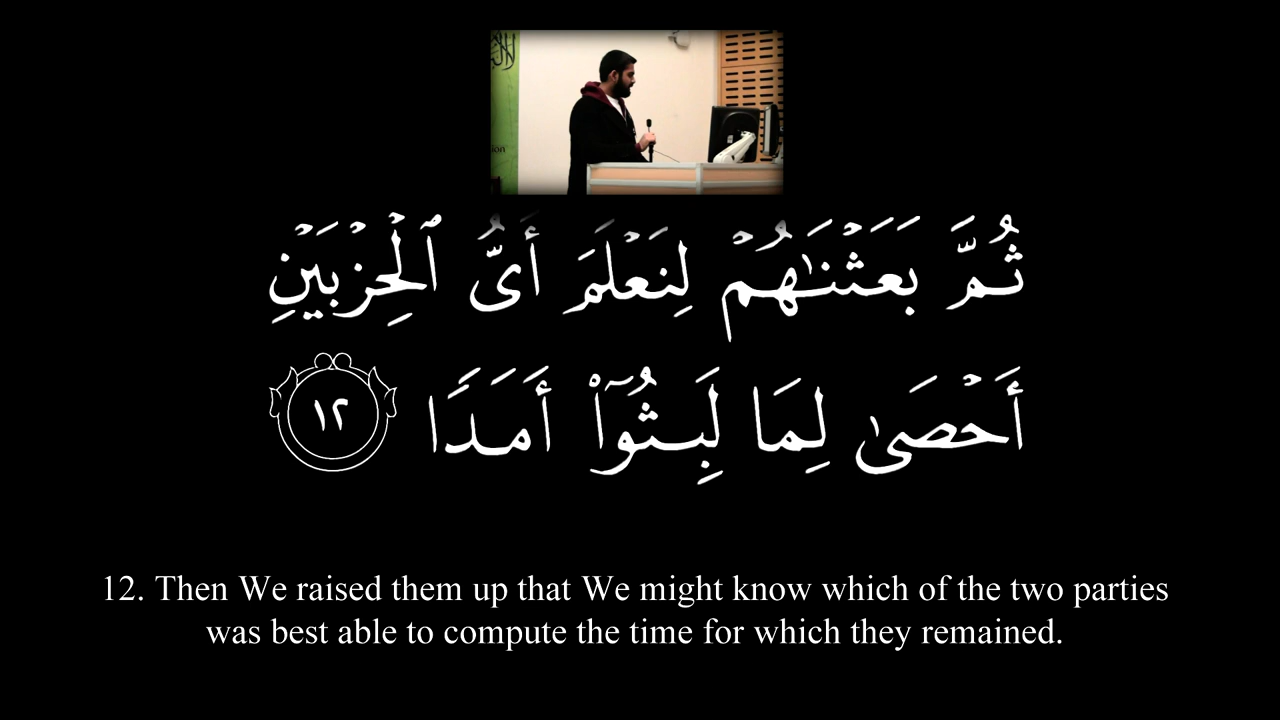 ثُمَّ بَعَثْنَٰهُمْ لِنَعْلَمَ أَىُّ ٱلْحِزْبَيْنِ
أَحْصَىٰ لِمَا لَبِثُوٓا۟ أَمَدًا ١٢
12. Then We raised them up that We might know which of the two parties
was best able to compute the time for which they remained.